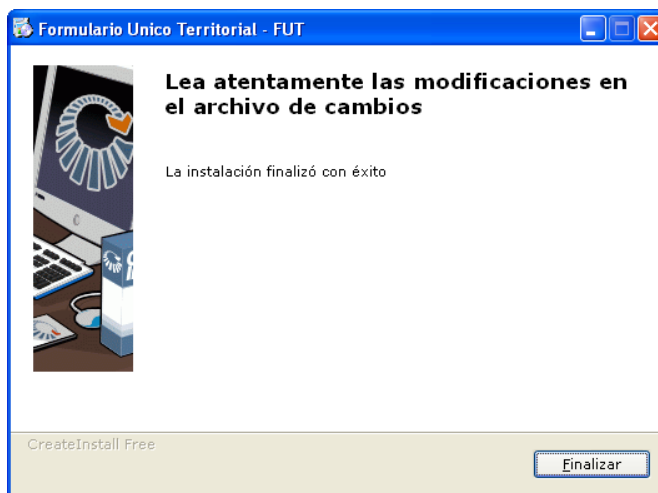 Formulario Unico Territorial - FUT
Lea atentamente las modificaciones en
el archivo de cambios
La instalación finalizó con éxito
CreateInstall Free
Finalizar